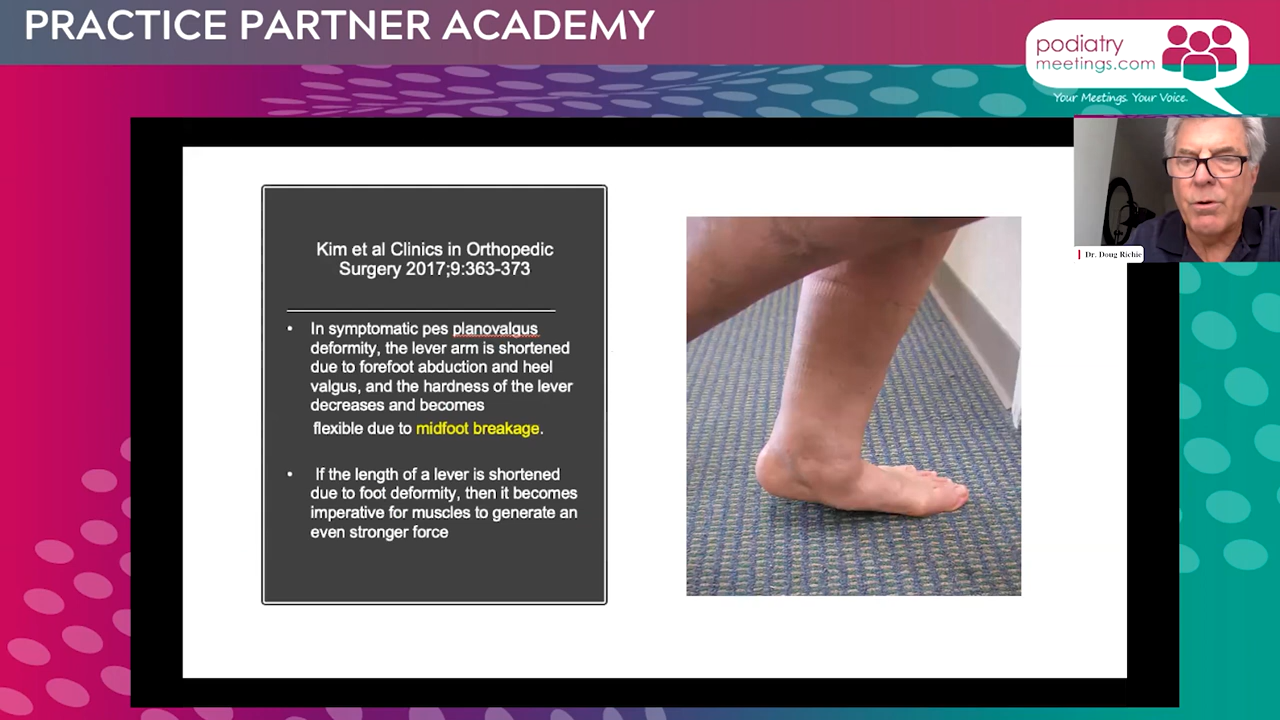 PRACTICE PARTNER ACADEMY
podiatry
meetings.com
Your Meetings. Your Voice.
Dr. Doug Richie
Kim et al Clinics in Orthopedic
Surgery 2017;9:363-373
• In symptomatic pes planovalgus
deformity, the lever arm is shortened
due to forefoot abduction and heel
valgus, and the hardness of the lever
decreases and becomes
flexible due to midfoot breakage.
• If the length of a lever is shortened
due to foot deformity, then it becomes
imperative for muscles to generate an
even stronger force